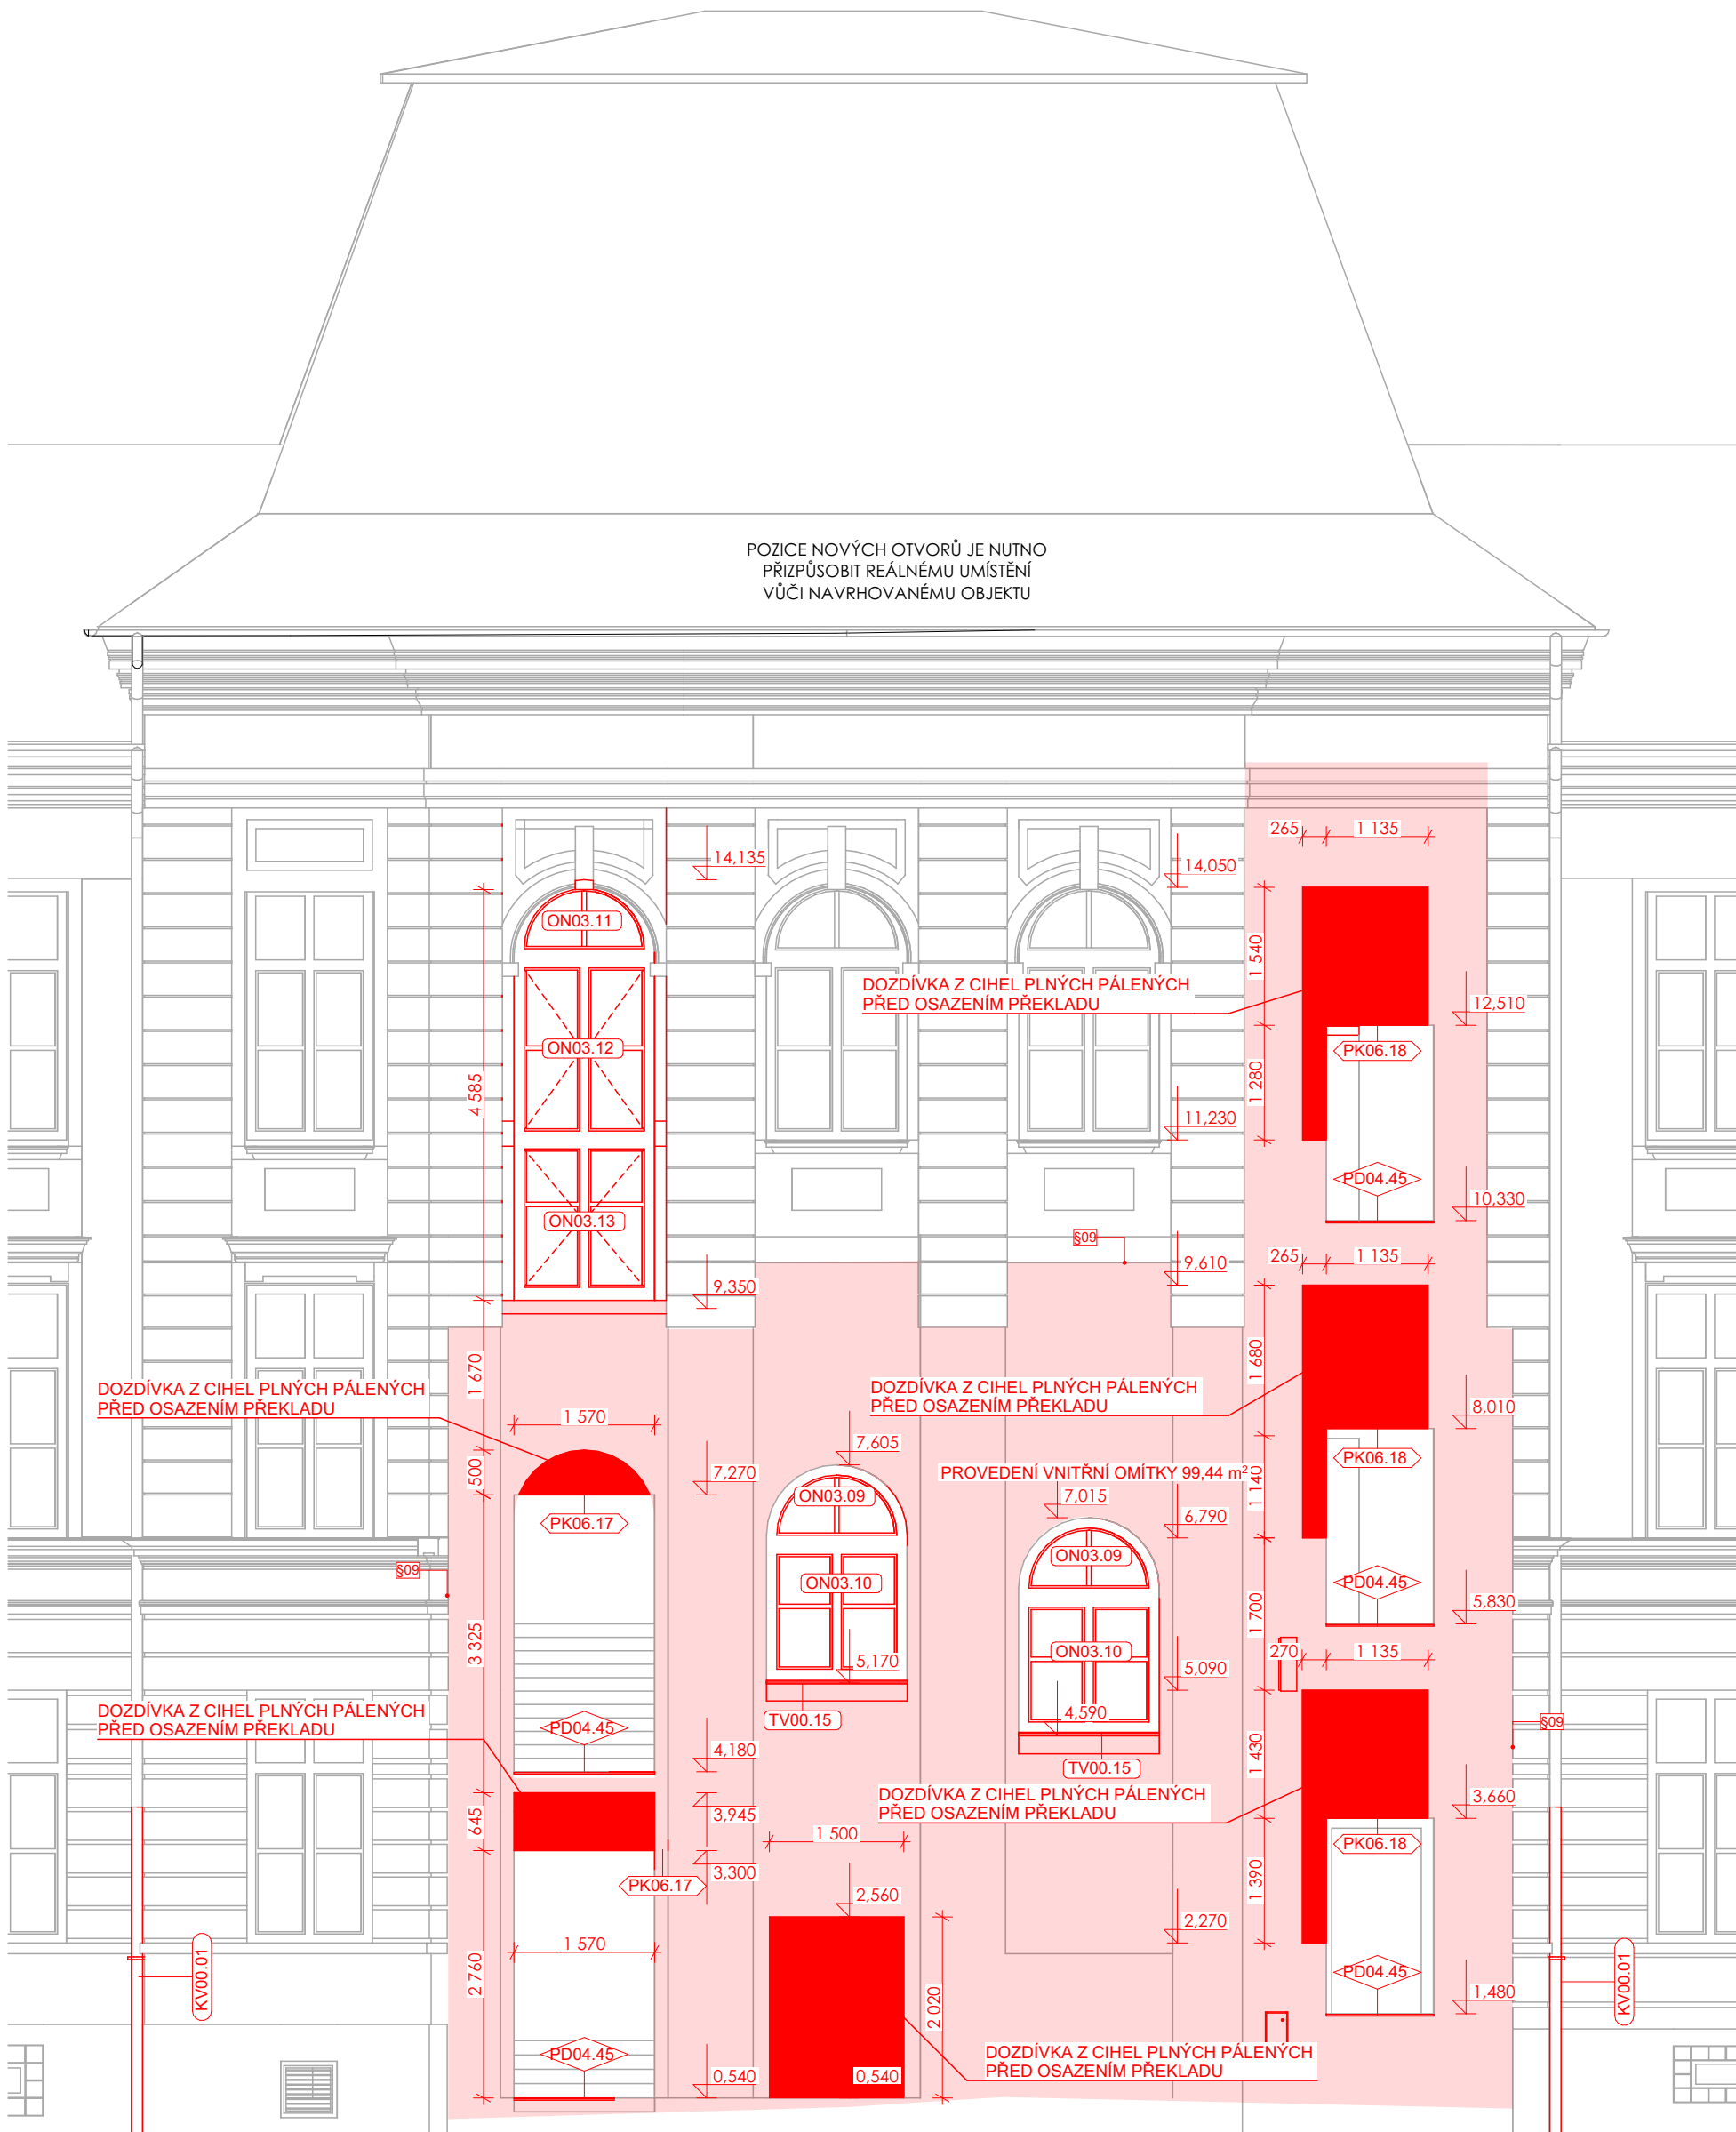 POZICE NOVÝCH OTVORŮ JE NUTNO
PŘIZPŮSOBIT REÁLNÉMU UMÍSTĚNÍ
VŮČI NAVRHOVANÉMU OBJEKTU
265
1 135
14,135
14,050
ON03.11
1 540
DOZDÍVKA Z CIHEL PLNÝCH PÁLENÝCH
PŘED OSAZENÍM PŘEKLADU
12,510
ON03.12
PK06.18
4 585
1 280
11,230
PD04.45
10,330
ON03.13
§09
265
1 135
9,610
9,350
1 670
1 680
DOZDÍVKA Z CIHEL PLNÝCH PÁLENÝCH
PŘED OSAZENÍM PŘEKLADU
DOZDÍVKA Z CIHEL PLNÝCH PÁLENÝCH
PŘED OSAZENÍM PŘEKLADU
8,010
1 570
7,605
500
7,270
PROVEDENÍ VNITŘNÍ OMÍTKY 99,44 m²
1 140
PK06.18
ON03.09
7,015
6,790
PK06.17
ON03.09
§09
ON03.10
PD04.45
5,830
3 325
1 700
5,170
ON03.10
270
1 135
5,090
DOZDÍVKA Z CIHEL PLNÝCH PÁLENÝCH
PŘED OSAZENÍM PŘEKLADU
4,590
TV00.15
§09
PD04.45
4,180
1 430
TV00.15
DOZDÍVKA Z CIHEL PLNÝCH PÁLENÝCH
PŘED OSAZENÍM PŘEKLADU
3,660
645
3,945
1 500
PK06.18
3,300
PK06.17
2,560
1 390
2,270
1 570
KV00.01
2 760
PD04.45
1,480
KV00.01
2 020
DOZDÍVKA Z CIHEL PLNÝCH PÁLENÝCH
PŘED OSAZENÍM PŘEKLADU
PD04.45
0,540
0,540